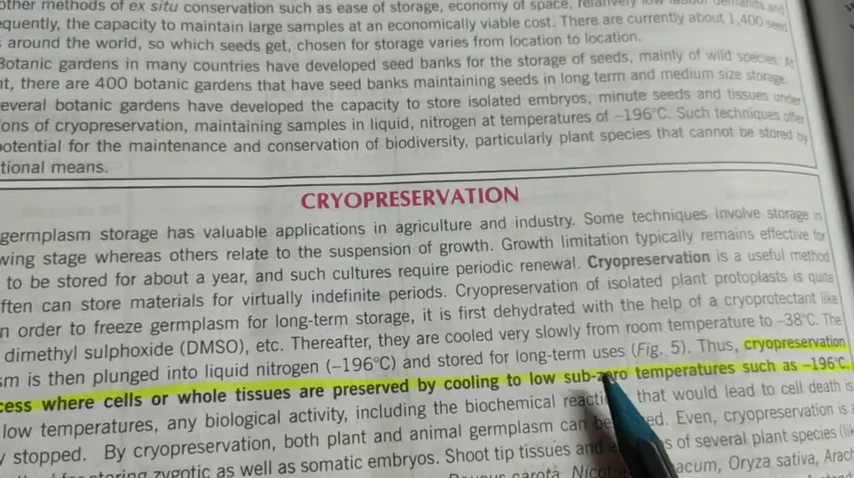 other methods of ex situ conservation such as ease of storage, economy of space, relatively low labour demands and
equently, the capacity to maintain large samples at an economically viable cost. There are currently about 1,400 seed
around the world, so which seeds get, chosen for storage varies from location to location.
Botanic gardens in many countries have developed seed banks for the storage of seeds, mainly of wild species. At
nt, there are 400 botanic gardens that have seed banks maintaining seeds in long term and medium size storage.
everal botanic gardens have developed the capacity to store isolated embryos, minute seeds and tissues under
ons of cryopreservation, maintaining samples in liquid, nitrogen at temperatures of –196°C. Such techniques offer
potential for the maintenance and conservation of biodiversity, particularly plant species that cannot be stored by
tional means.
CRYOPRESERVATION
germplasm storage has valuable applications in agriculture and industry. Some techniques involve storage in
wing stage whereas others relate to the suspension of growth. Growth limitation typically remains effective for
to be stored for about a year, and such cultures require periodic renewal. Cryopreservation is a useful method
ften can store materials for virtually indefinite periods. Cryopreservation of isolated plant protoplasts is quite
n order to freeze germplasm for long-term storage, it is first dehydrated with the help of a cryoprotectant like
dimethyl sulphoxide (DMSO), etc. Thereafter, they are cooled very slowly from room temperature to –38°C. The
sm is then plunged into liquid nitrogen (–196°C) and stored for long-term uses (Fig. 5). Thus, cryopreservation
cess where cells or whole tissues are preserved by cooling to low sub-zero temperatures such as –196°C.
low temperatures, any biological activity, including the biochemical that would lead to cell death is
y stopped. By cryopreservation, both plant and animal germplasm can be Even, cryopreservation is
for storing zygotic as well as somatic embryos. Shoot tip tissues and of several plant species (li
carota, Oryza sativa, Arach